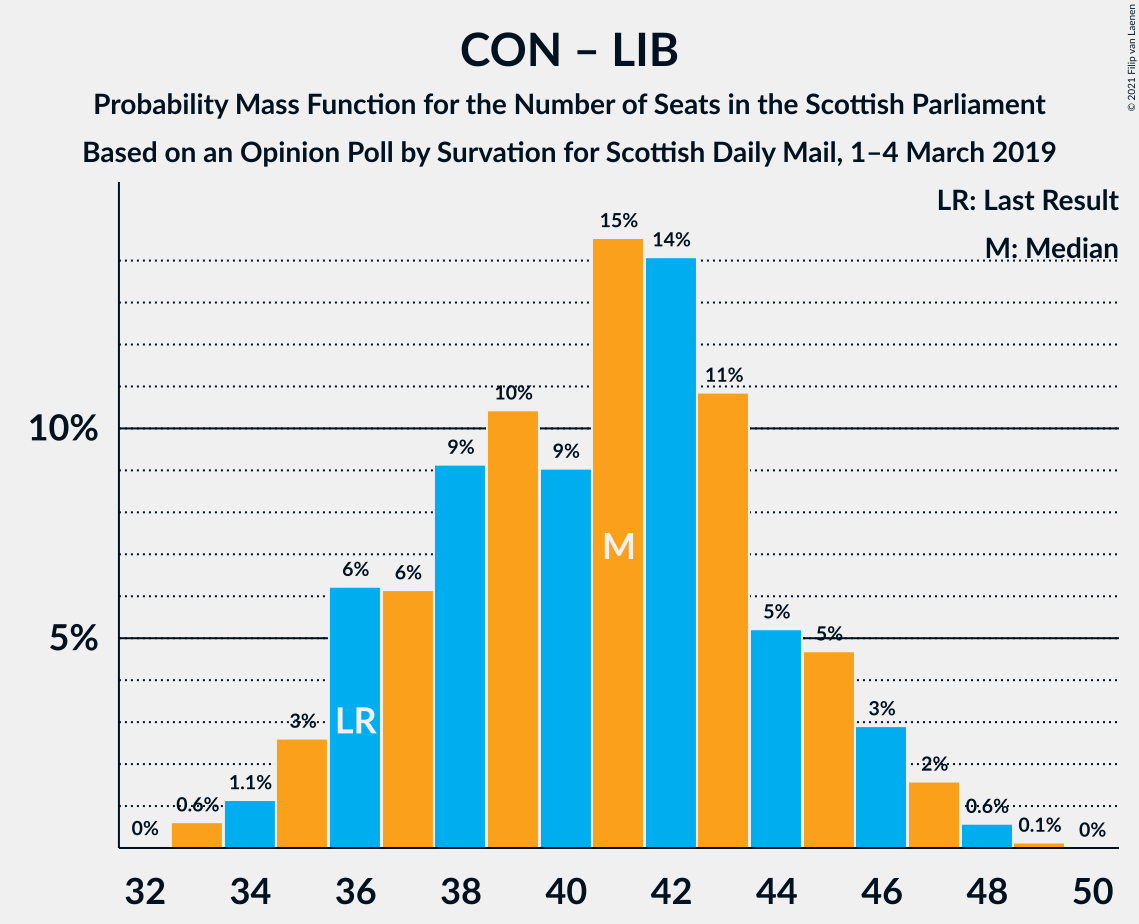 CON – LIB
Probability Mass Function for the Number of Seats in the Scottish Parliament
Based on an Opinion Poll by Survation for Scottish Daily Mail, 1–4 March 2019
© 2021 Filip van Laenen
LR: Last Result
M: Median
10%
5%
0%
0.6%
1.1%
3%
6%
6%
9%
10%
9%
15%
14%
11%
5%
5%
3%
2%
0.6%
0.1%
0%
LR
M
32 34 36 38 40 42 44 46 48 50